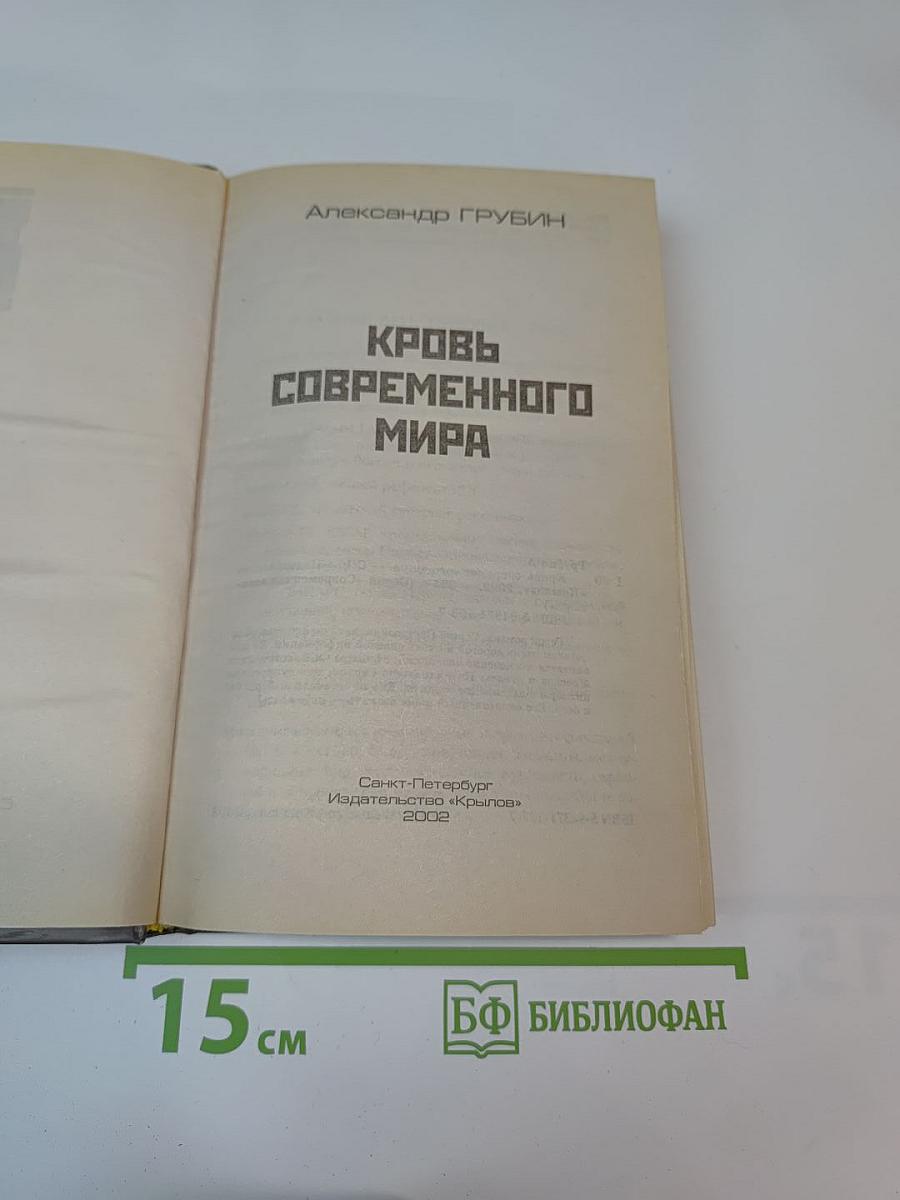 Александр ГРУБИН
КРОВЬ
СОВРЕМЕННОГО
МИРА
Санкт-Петербург
Издательство «Крылов»
2002
15 см
БФ БИБЛИОФАН